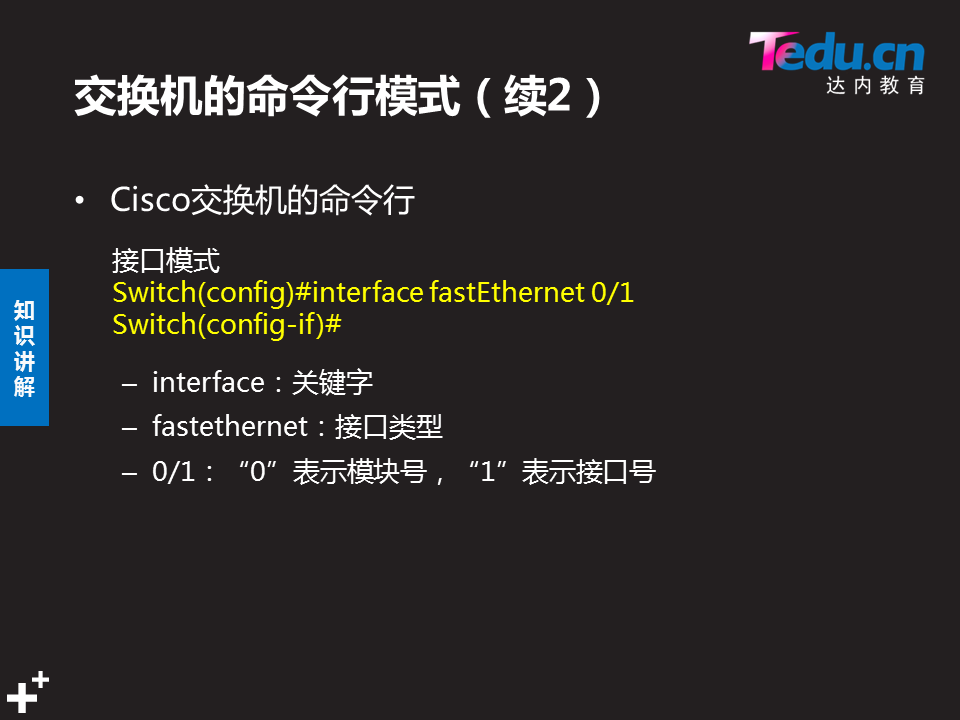 Tedu.cn
达内教育
交换机的命令行模式（续2）
• Cisco交换机的命令行
接口模式
Switch(config)#interface fastEthernet 0/1
Switch(config-if)#
– interface：关键字
– fastethernet：接口类型
– 0/1：“0”表示模块号，“1”表示接口号
知识讲解